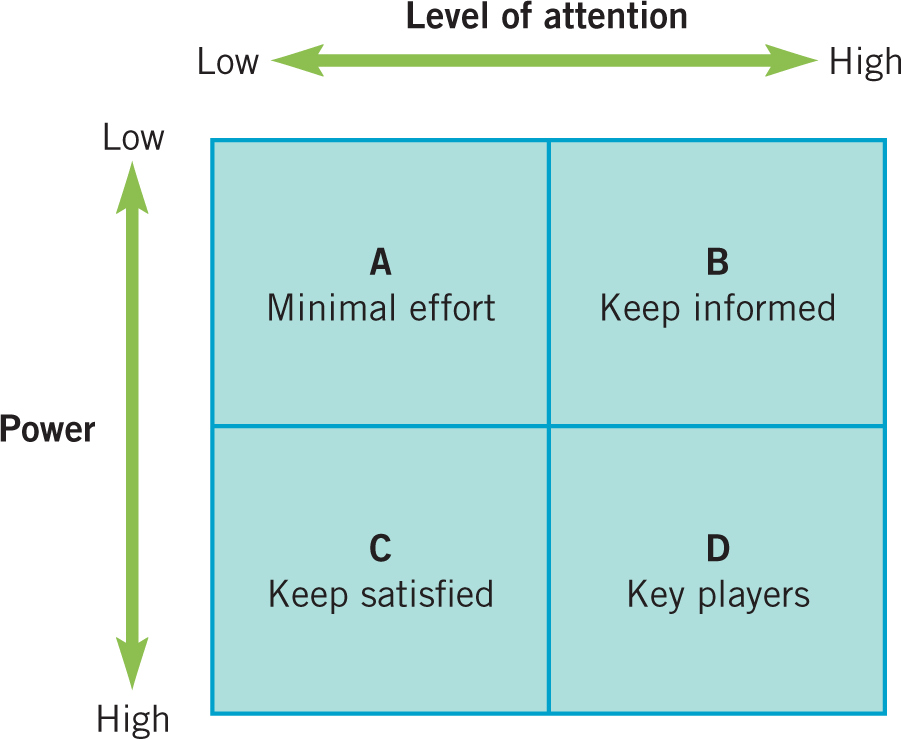 Level of attention
Low High
Low
A
Minimal effort
B
Keep informed
Power
C
Keep satisfied
D
Key players
High